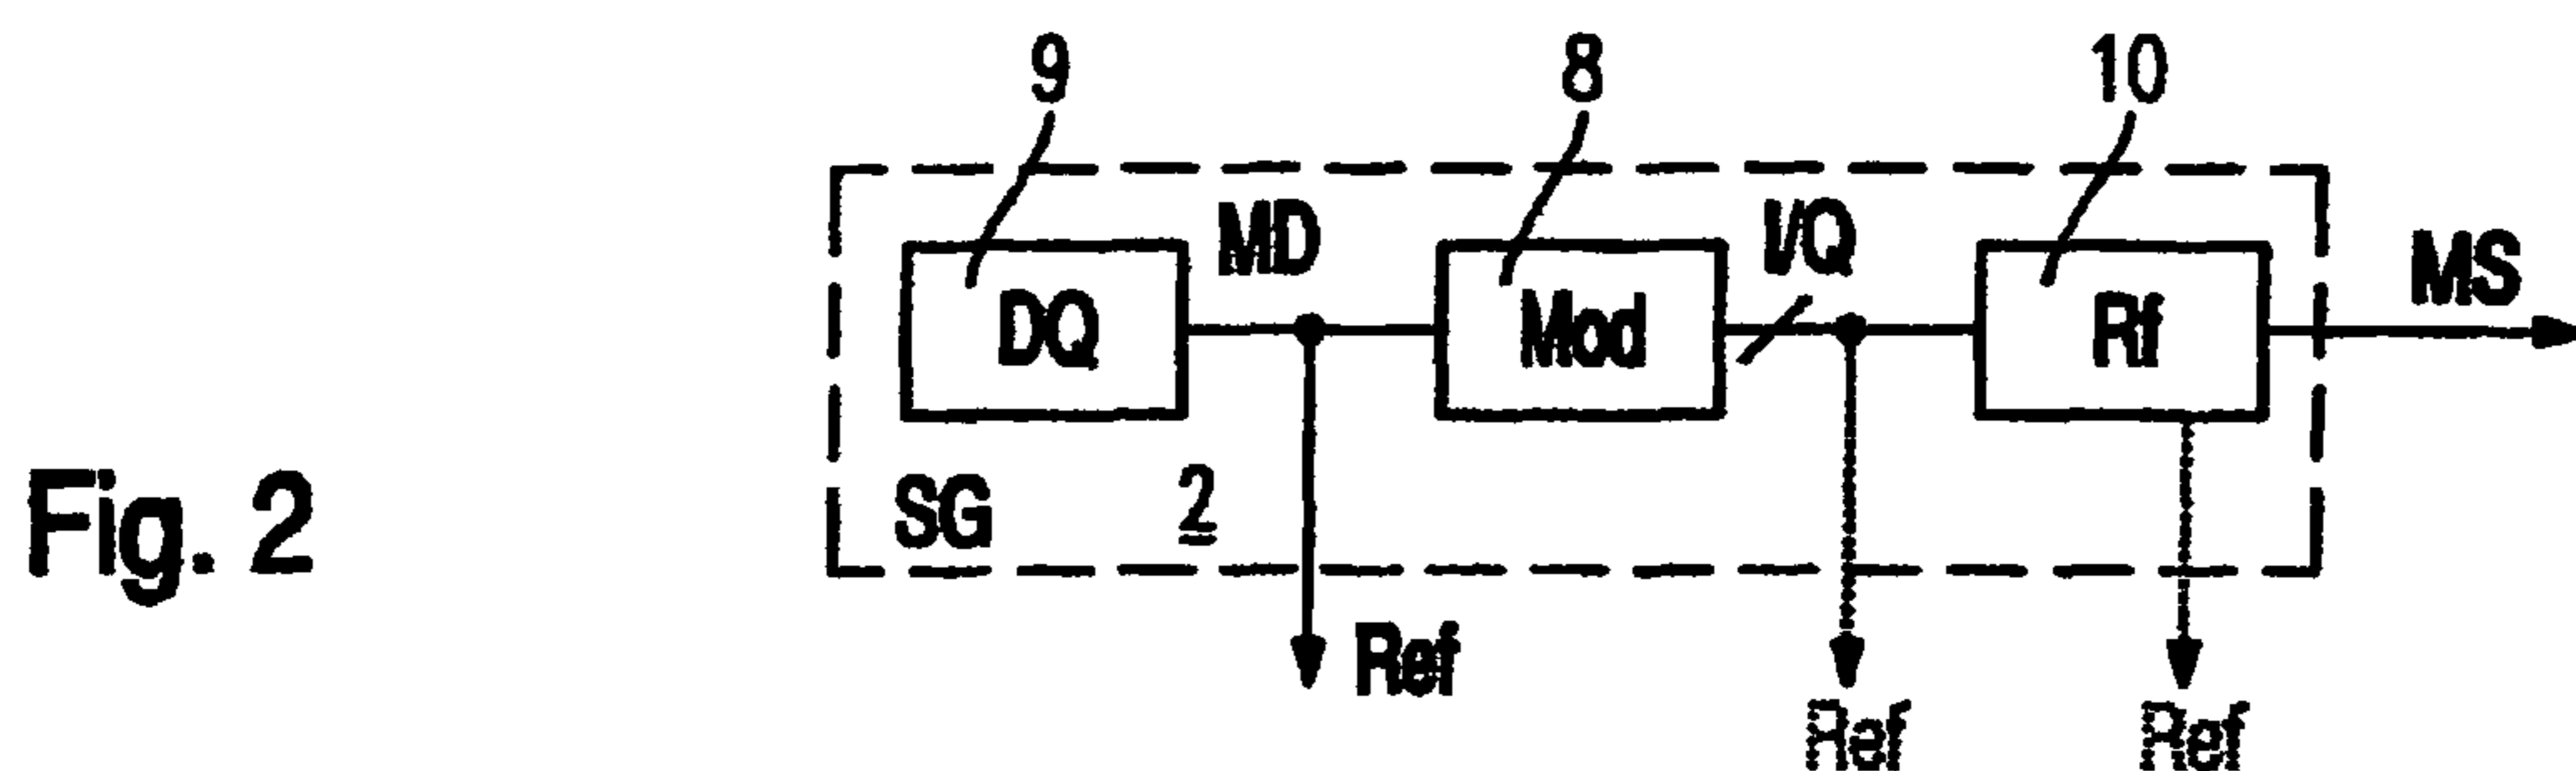 9 8 10
MD I/Q MS
DQ Mod Rf
SG 2
Fig. 2
Ref
Ref Ref